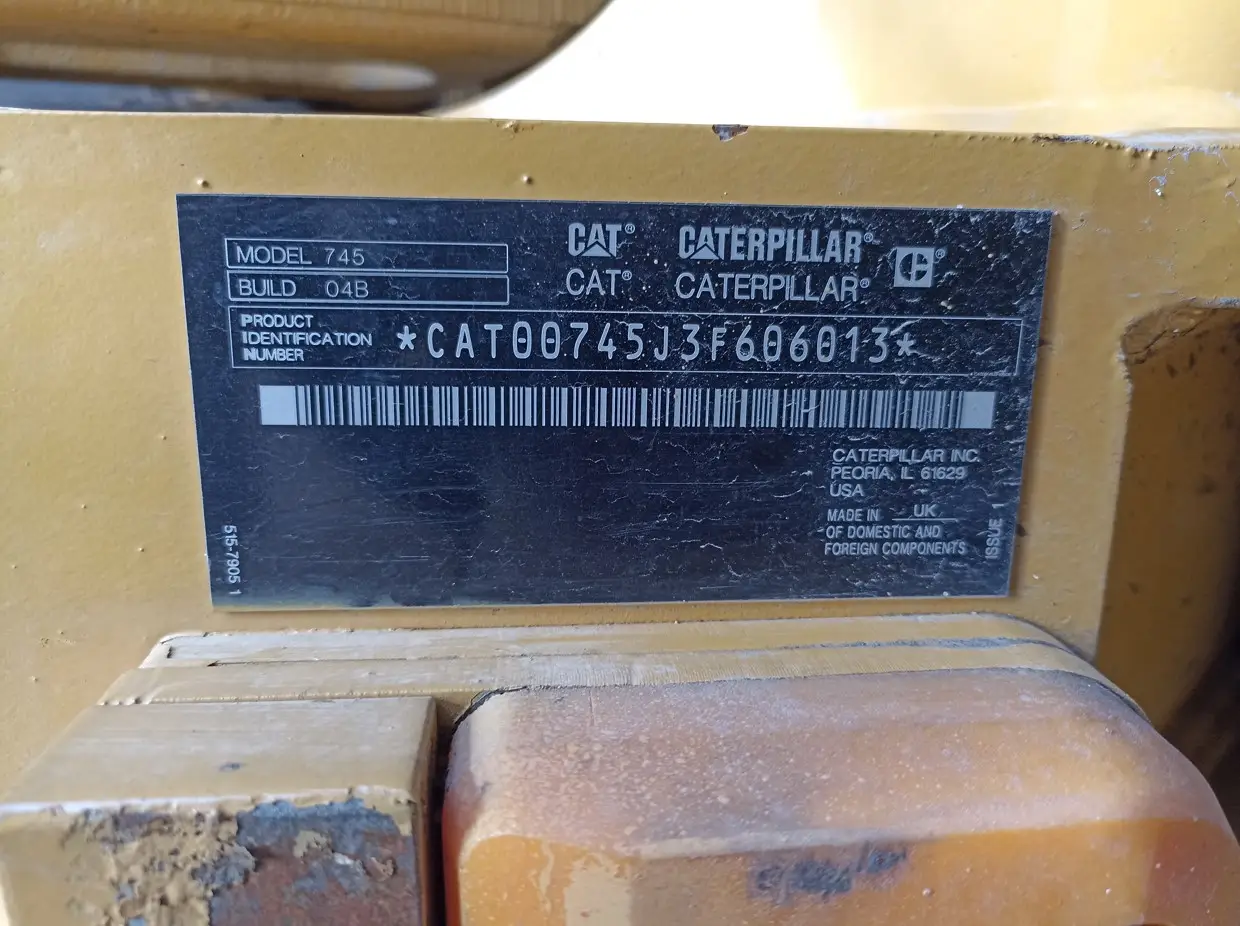 MODEL 745
BUILD 04B
CAT® CATERPILLAR® C®
CAT® CATERPILLAR®
PRODUCT
IDENTIFICATION
NUMBER
*CAT00745J3F606013*
CATERPILLAR INC.
PEORIA, IL 61629
USA
MADE IN UK
OF DOMESTIC AND
FOREIGN COMPONENTS
515-7905 1
ISSUE 1